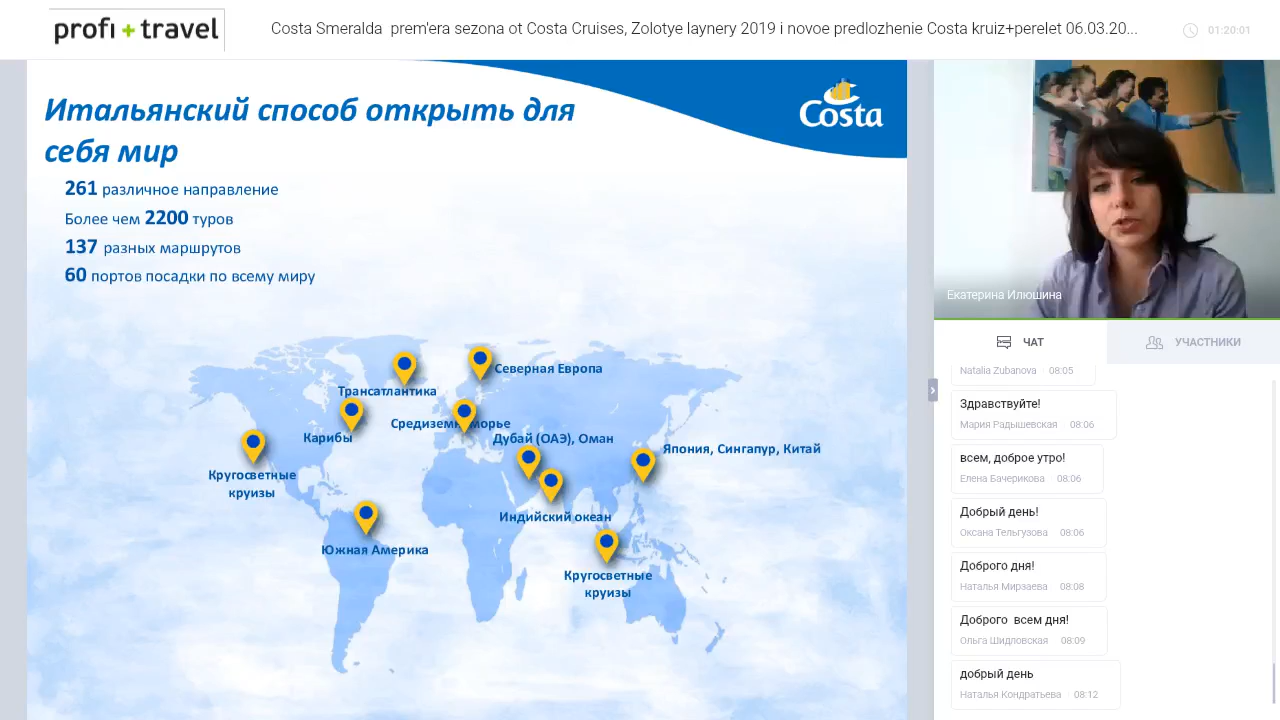 profi + travel
Costa Smeralda prem'era sezona ot Costa Cruises, Zolotye laynery 2019 i novoe predlozhenie Costa kruiz+perelet 06.03.20...
01:20:01
Итальянский способ открыть для
себя мир
Costa
261 различное направление
Более чем 2200 туров
137 разных маршрутов
60 портов посадки по всему миру
Северная Европа
Трансатлантика
Средиземноморье
Карибы
Дубай (ОАЭ), Оман
Япония, Сингапур, Китай
Кругосветные
круизы
Индийский океан
Южная Америка
Кругосветные
круизы
Екатерина Илюшина
ЧАТ
УЧАСТНИКИ
Natalia Zubanova · 08:05
Здравствуйте!
Мария Радышевская · 08:06
всем, доброе утро!
Елена Бачерикова · 08:06
Добрый день!
Оксана Тельгузова · 08:06
Доброго дня!
Наталья Мирзаева · 08:08
Доброго всем дня!
Ольга Шидловская · 08:09
добрый день
Наталья Кондратьева · 08:12